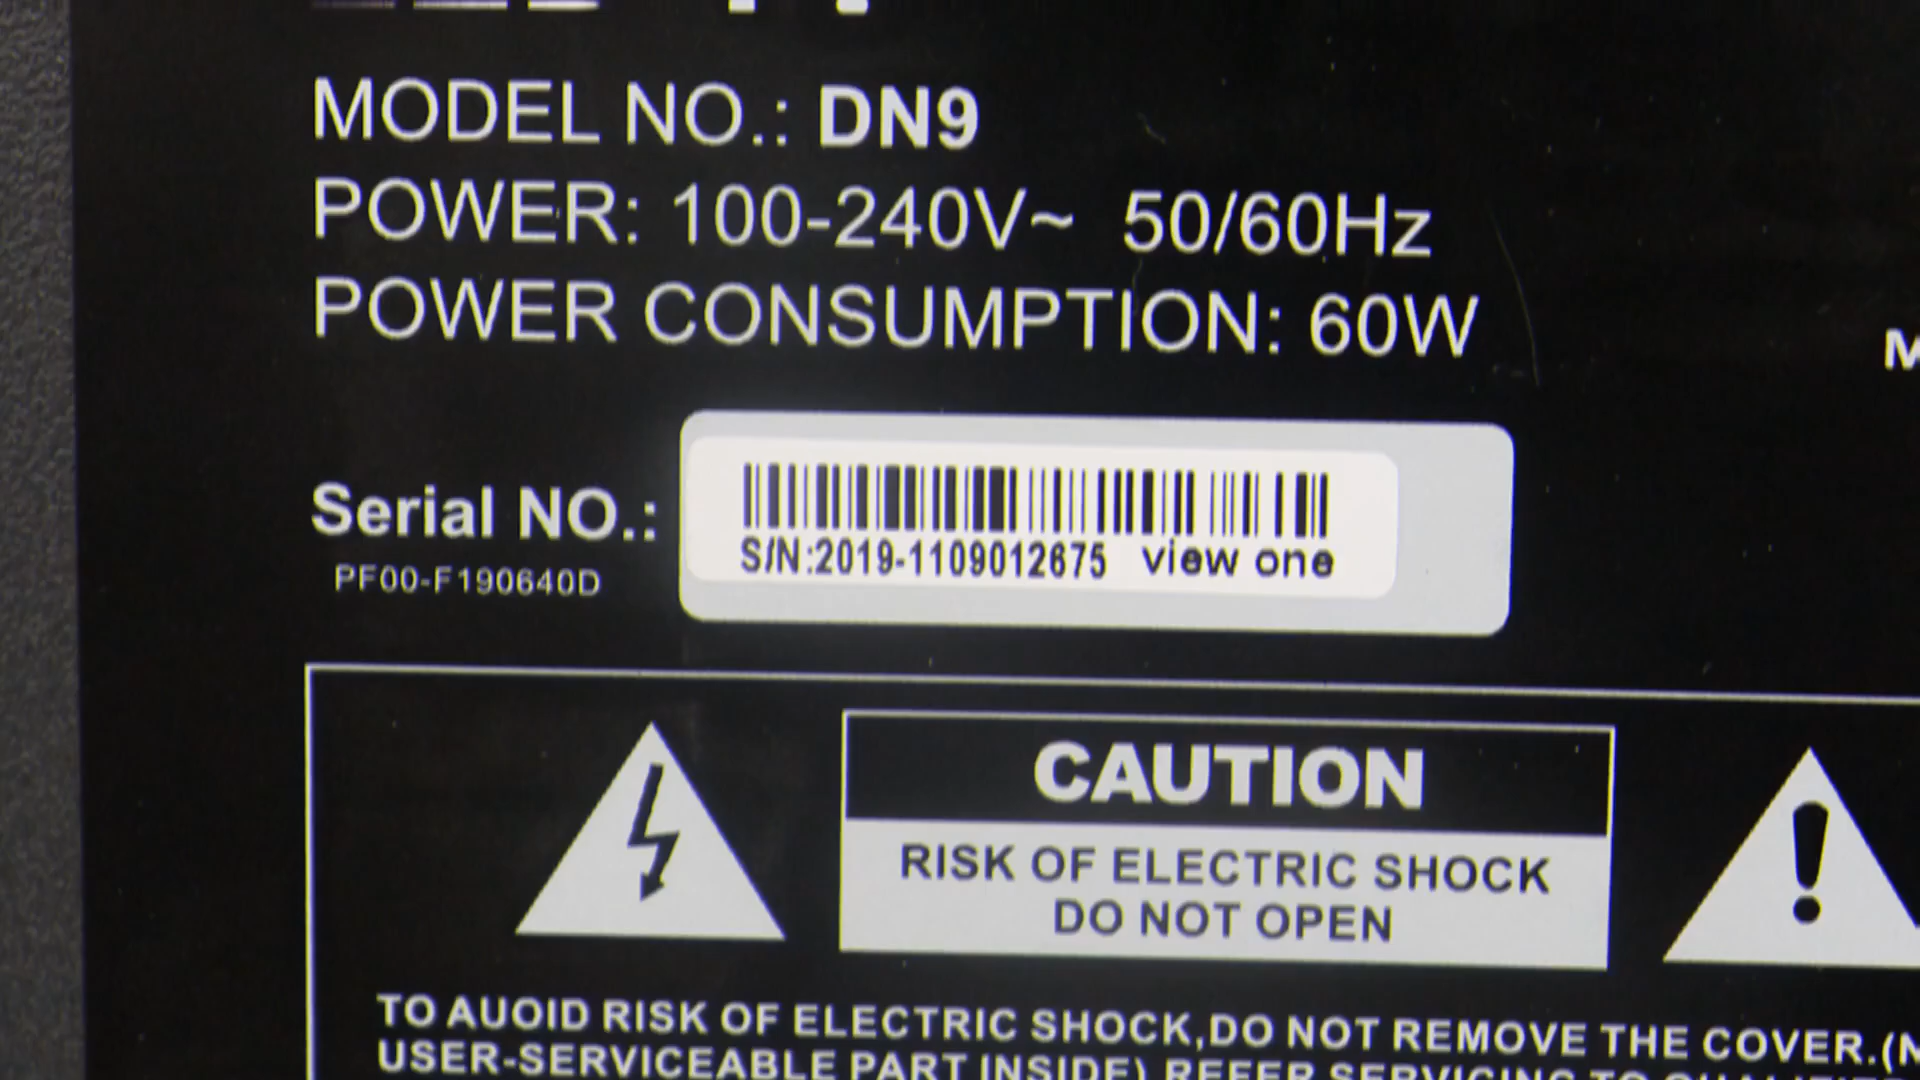 MODEL NO.: DN9
POWER: 100-240V~ 50/60Hz
POWER CONSUMPTION: 60W
Serial NO.:
PF00-F190640D
S/N:2019-1109012675 view one
CAUTION
RISK OF ELECTRIC SHOCK
DO NOT OPEN
TO AUOID RISK OF ELECTRIC SHOCK,DO NOT REMOVE THE COVER.(
USER-SERVICEABLE PART INSIDE) REFER SERVICING TO